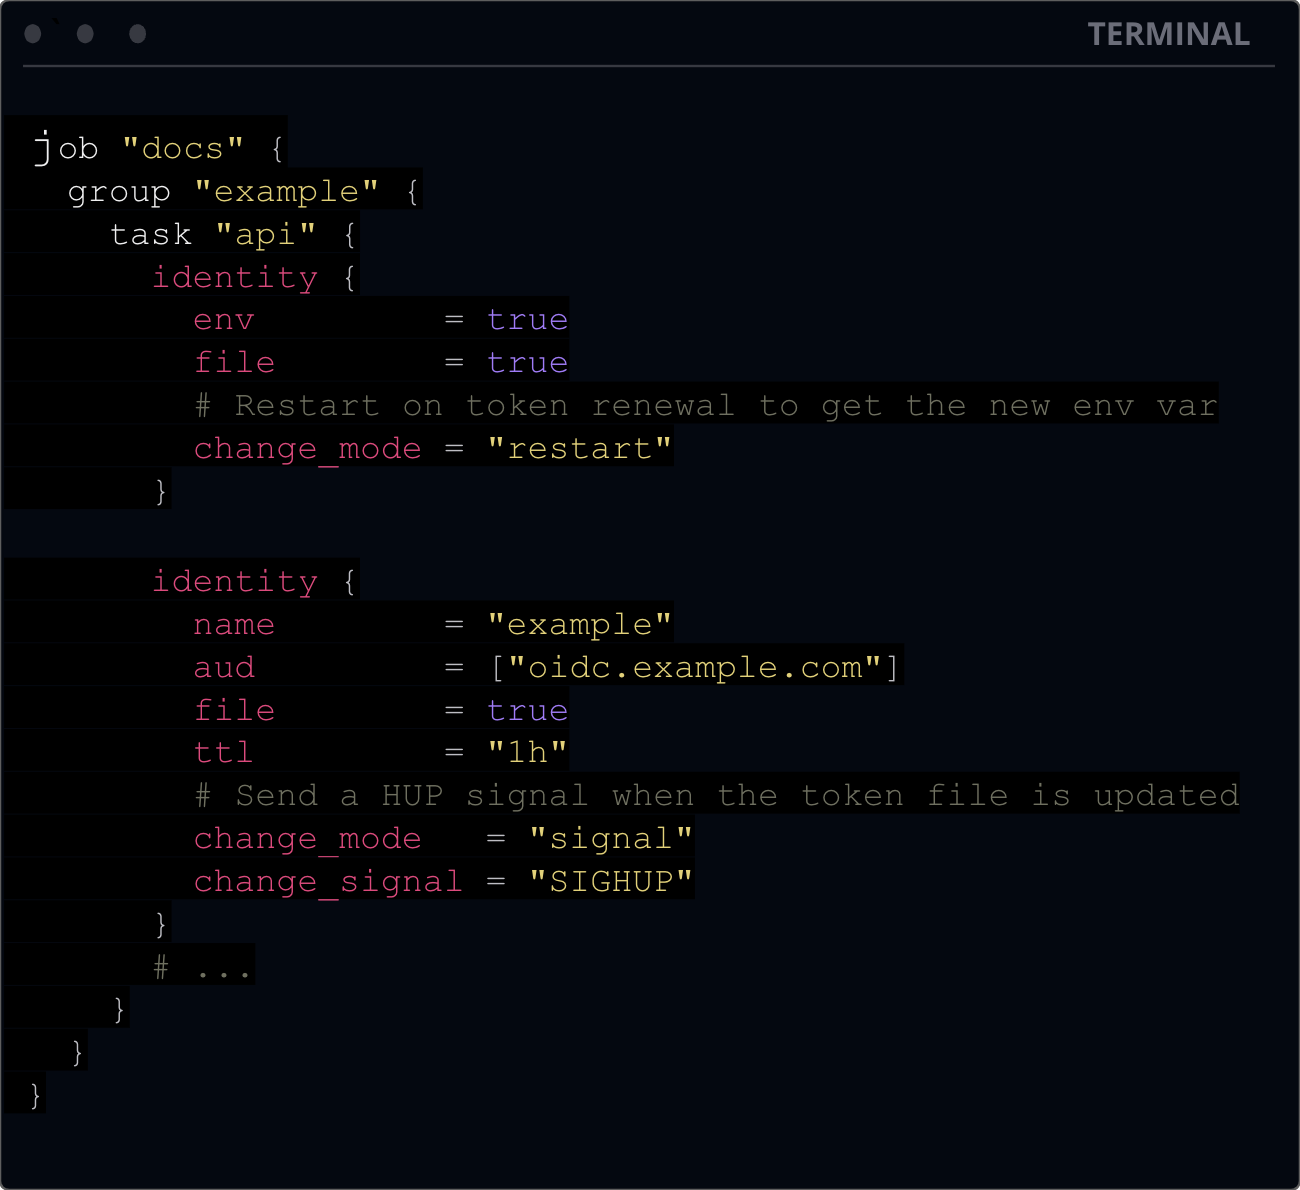 TERMINAL
job "docs" {
  group "example" {
    task "api" {
      identity {
        env         = true
        file        = true
        # Restart on token renewal to get the new env var
        change_mode = "restart"
      }

      identity {
        name        = "example"
        aud         = ["oidc.example.com"]
        file        = true
        ttl         = "1h"
        # Send a HUP signal when the token file is updated
        change_mode   = "signal"
        change_signal = "SIGHUP"
      }
      # ...
    }
  }
}